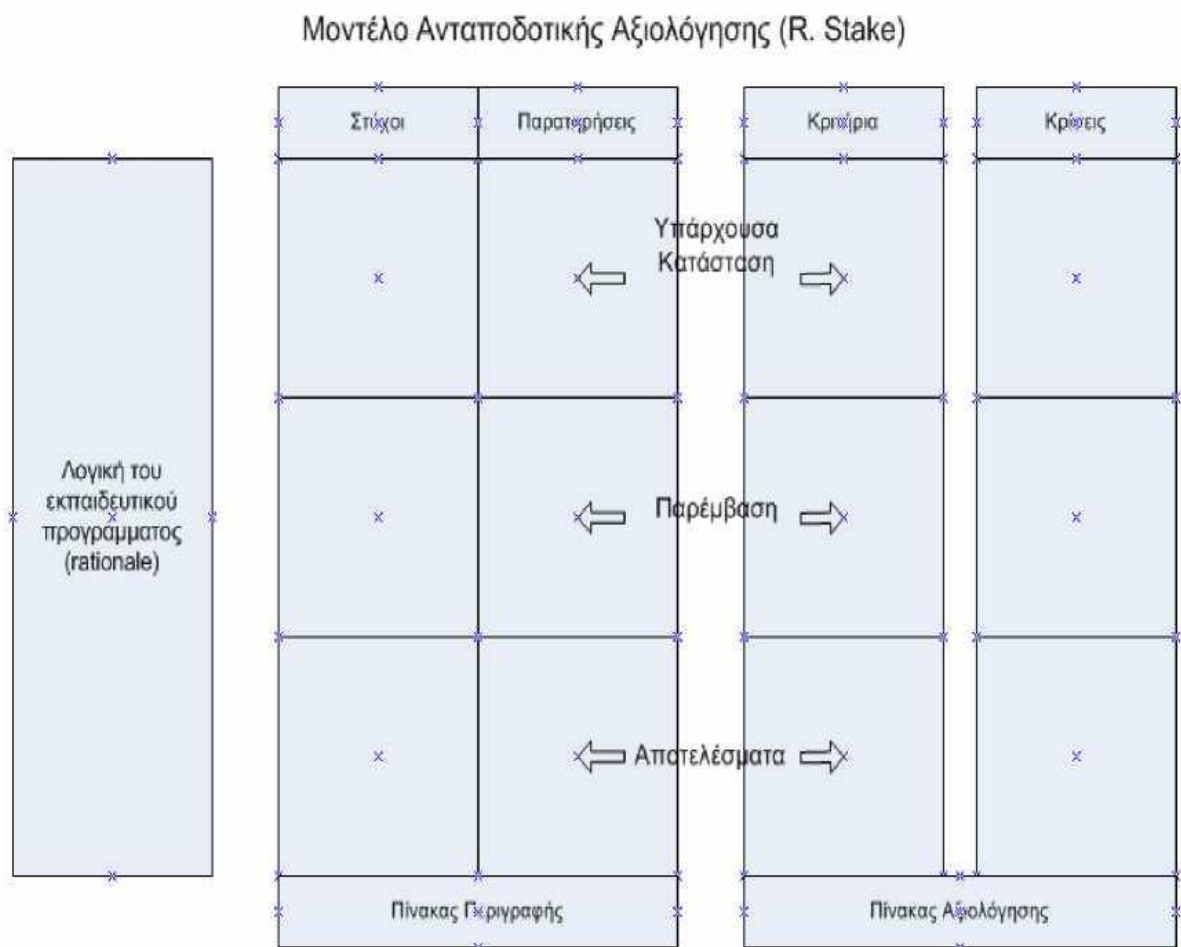 Μοντέλο Ανταποδοτικής Αξιολόγησης (R. Stake)
Στόχοι
Παρατηρήσεις
Κριτήρια
Κρίσεις
Υπάρχουσα
Κατάσταση
Λογική του
εκπαιδευτικού
προγράμματος
(rationale)
Παρέμβαση
Αποτελέσματα
Πίνακας Περιγραφής
Πίνακας Αξιολόγησης